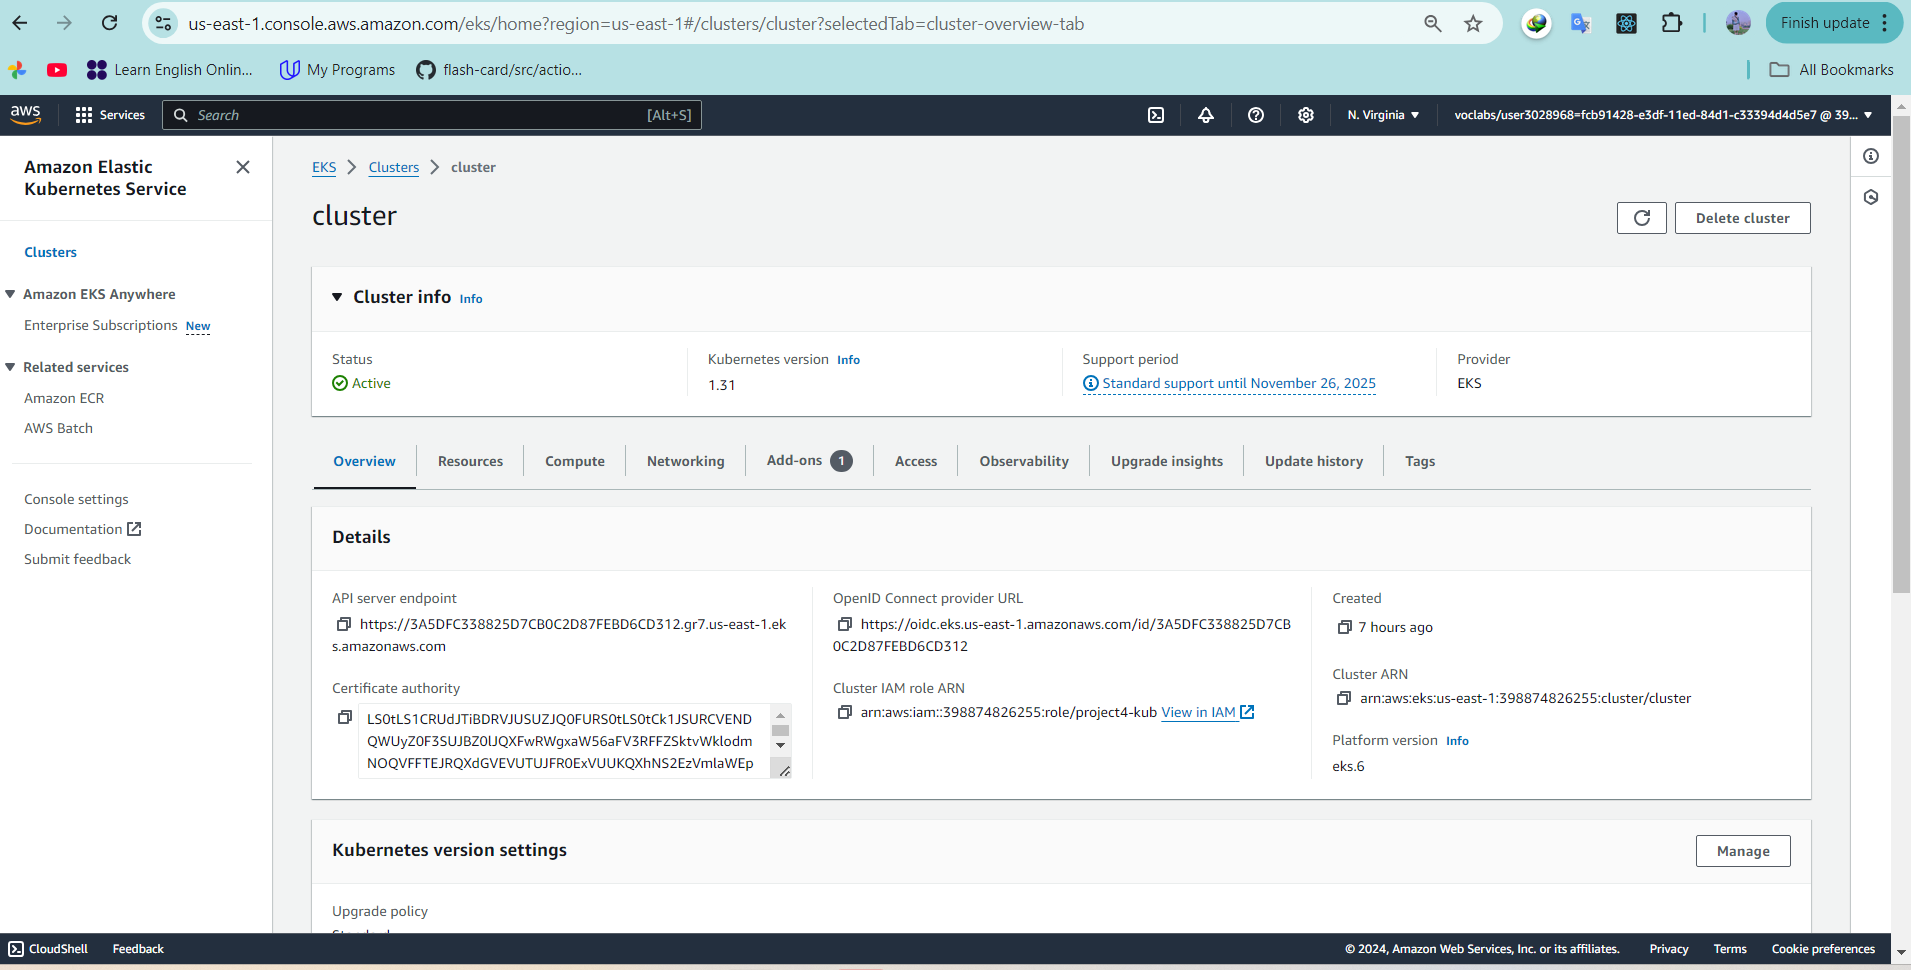 us-east-1.console.aws.amazon.com/eks/home?region=us-east-1#/clusters/cluster?selectedTab=cluster-overview-tab
Finish update
Learn English Onlin...
My Programs
flash-card/src/actio...
All Bookmarks
aws
Services
Search
[Alt+S]
N. Virginia
voclabs/user3028968=fcb91428-e3df-11ed-84d1-c33394d4d5e7 @ 39...
Amazon Elastic
Kubernetes Service
Clusters
Amazon EKS Anywhere
Enterprise Subscriptions New
Related services
Amazon ECR
AWS Batch
Console settings
Documentation
Submit feedback
EKS
Clusters
cluster
cluster
Delete cluster
Cluster info Info
Status
Active
Kubernetes version Info
1.31
Support period
Standard support until November 26, 2025
Provider
EKS
Overview
Resources
Compute
Networking
Add-ons 1
Access
Observability
Upgrade insights
Update history
Tags
Details
API server endpoint
https://3A5DFC338825D7CB0C2D87FEBD6CD312.gr7.us-east-1.ek
s.amazonaws.com
Certificate authority
LS0tLS1CRUdJTiBDRVJUSUZJQ0FURS0tLS0tCk1JSURCVEND
QWUyZ0F3SUJBZ0lJQXFwRWgxaW56aFV3RFFZSktvWklodm
NOQVFFTEJRQXdGVEVUTUJFR0ExVUUKQXhNS2EzVmlaWEp
OpenID Connect provider URL
https://oidc.eks.us-east-1.amazonaws.com/id/3A5DFC338825D7CB
0C2D87FEBD6CD312
Cluster IAM role ARN
arn:aws:iam::398874826255:role/project4-kub View in IAM
Created
7 hours ago
Cluster ARN
arn:aws:eks:us-east-1:398874826255:cluster/cluster
Platform version Info
eks.6
Kubernetes version settings
Manage
Upgrade policy
CloudShell
Feedback
© 2024, Amazon Web Services, Inc. or its affiliates.
Privacy
Terms
Cookie preferences